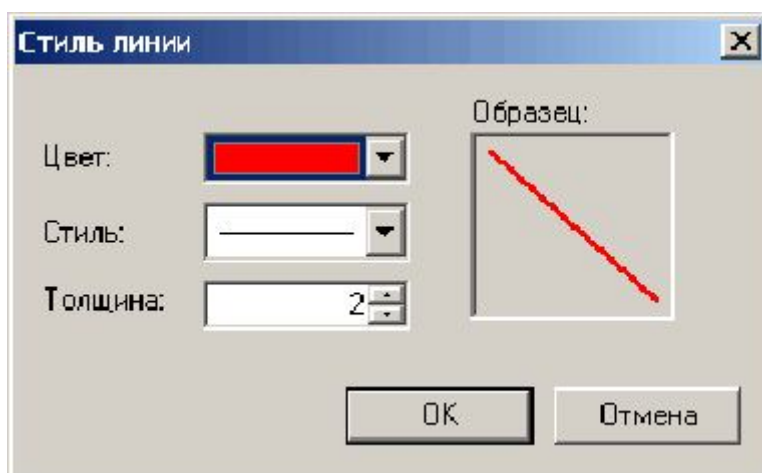 Стиль линии
Образец:
Цвет:
Стиль:
Толщина: 2
OK Отмена